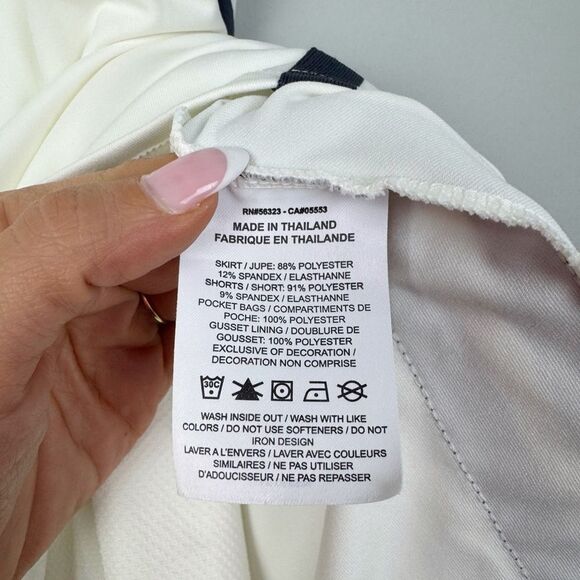 RN#56323 - CA#05553
MADE IN THAILAND
FABRIQUE EN THAILANDE
SKIRT / JUPE: 88% POLYESTER
12% SPANDEX / ELASTHANNE
SHORTS / SHORT: 91% POLYESTER
9% SPANDEX / ELASTHANNE
POCKET BAGS / COMPARTIMENTS DE
POCHE: 100% POLYESTER
GUSSET LINING / DOUBLURE DE
GOUSSET: 100% POLYESTER
EXCLUSIVE OF DECORATION /
DECORATION NON COMPRISE
30C
WASH INSIDE OUT / WASH WITH LIKE
COLORS / DO NOT USE SOFTENERS / DO NOT
IRON DESIGN
LAVER A L'ENVERS / LAVER AVEC COULEURS
SIMILAIRES / NE PAS UTILISER
D'ADOUCISSEUR / NE PAS REPASSER